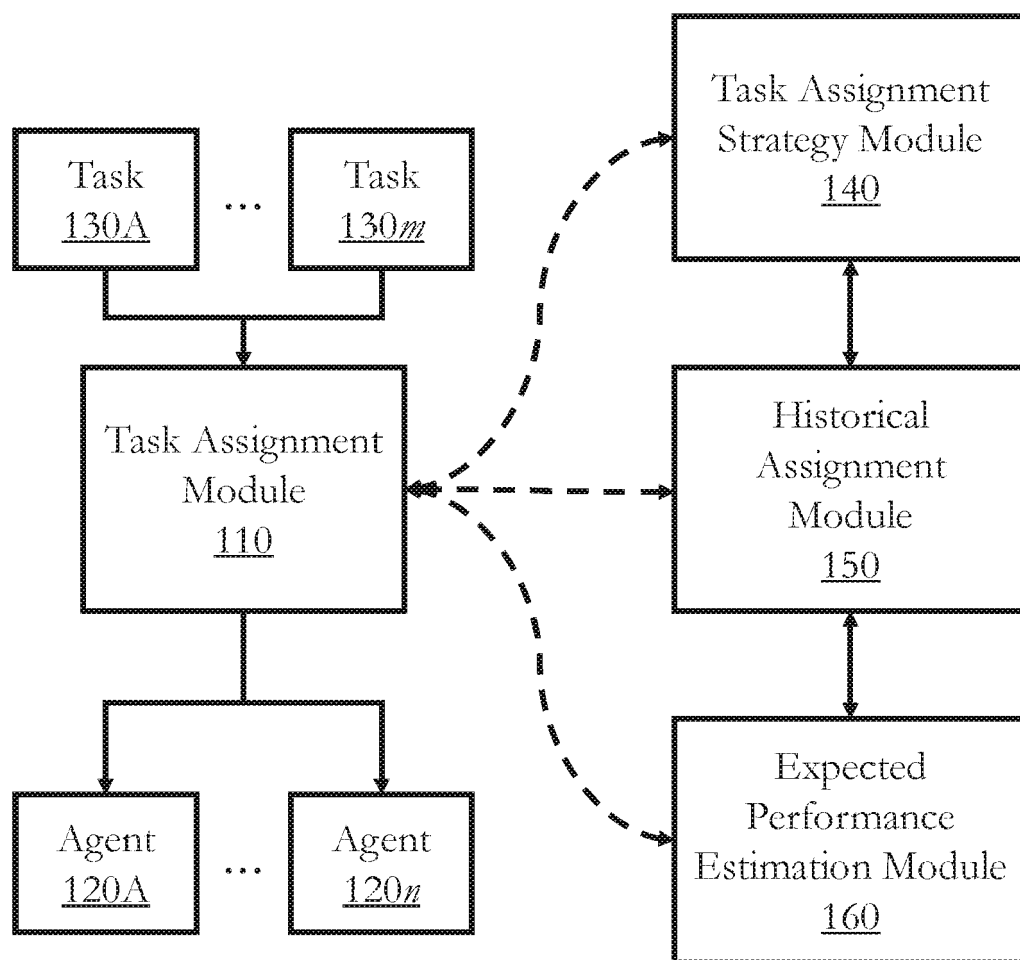 Task
130A
...
Task
130m
Task Assignment
Module
110
Agent
120A
...
Agent
120n
Task Assignment
Strategy Module
140
Historical
Assignment
Module
150
Expected
Performance
Estimation Module
160